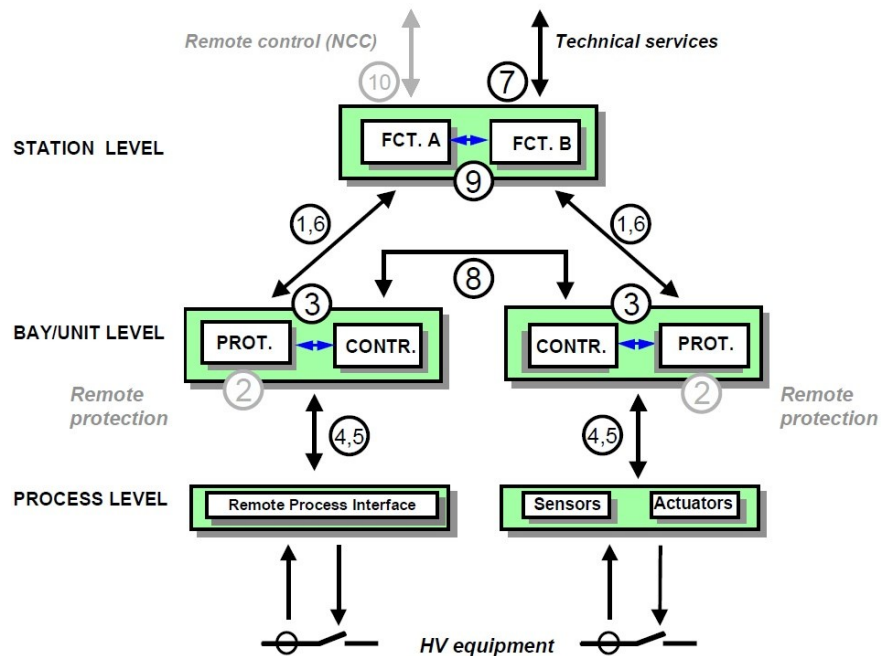 Remote control (NCC)
Technical services
10
7
STATION LEVEL
FCT. A
FCT. B
9
1,6
1,6
8
3
3
BAY/UNIT LEVEL
PROT.
CONTR.
CONTR.
PROT.
2
2
Remote
protection
Remote
protection
4,5
4,5
PROCESS LEVEL
Remote Process Interface
Sensors
Actuators
HV equipment